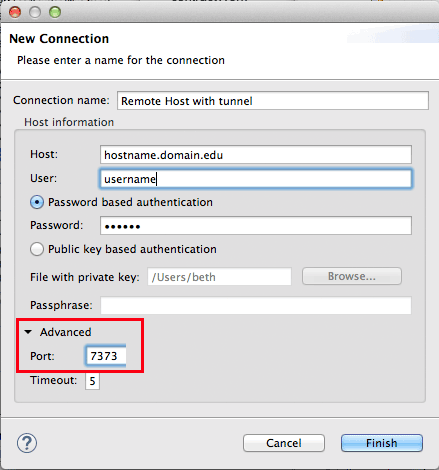 New Connection
Please enter a name for the connection
Connection name: Remote Host with tunnel
Host information
Host: hostname.domain.edu
User: username
Password based authentication
Password: ••••••
Public key based authentication
File with private key: /Users/beth Browse...
Passphrase:
Advanced
Port: 7373
Timeout: 5
? Cancel Finish